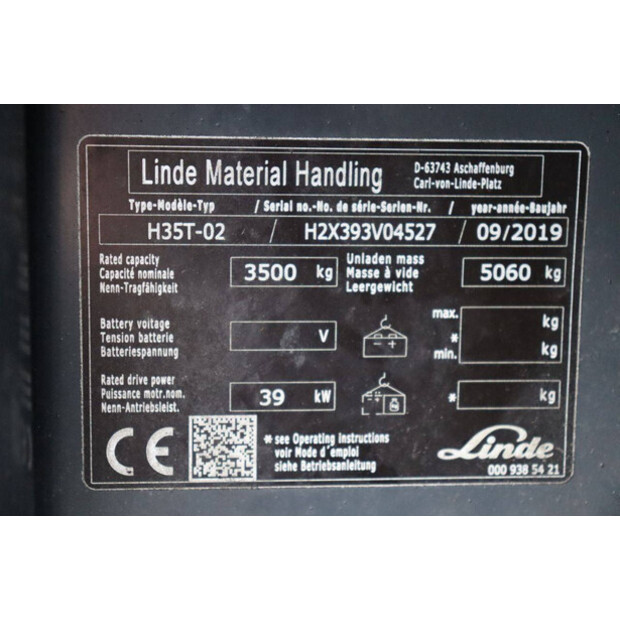 Linde Material Handling
D-63743 Aschaffenburg
Carl-von-Linde-Platz
Type-Modèle-Typ / Serial no.-No. de série-Serien-Nr. / year-année-Baujahr
H35T-02 / H2X393V04527 / 09/2019
Rated capacity
Capacité nominale
Nenn-Tragfähigkeit
3500 kg
Unladen mass
Masse à vide
Leergewicht
5060 kg
Battery voltage
Tension batterie
Batteriespannung
V
- +
max.
*
min.
kg
kg
Rated drive power
Puissance motr.nom.
Nenn-Antriebsleist.
39 kW
* kg
CE
* see Operating instructions
voir Mode d'emploi
siehe Betriebsanleitung
Linde
000 938 54 21